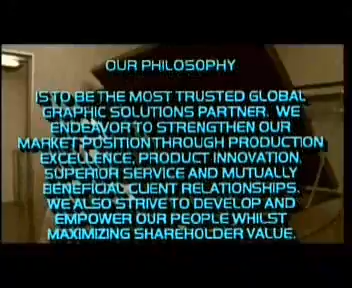 OUR PHILOSOPHY
IS TO BE THE MOST TRUSTED GLOBAL
GRAPHIC SOLUTIONS PARTNER. WE
ENDEAVOR TO STRENGTHEN OUR
MARKET POSITION THROUGH PRODUCTION
EXCELLENCE, PRODUCT INNOVATION,
SUPERIOR SERVICE AND MUTUALLY
BENEFICIAL CLIENT RELATIONSHIPS.
WE ALSO STRIVE TO DEVELOP AND
EMPOWER OUR PEOPLE WHILST
MAXIMIZING SHAREHOLDER VALUE.